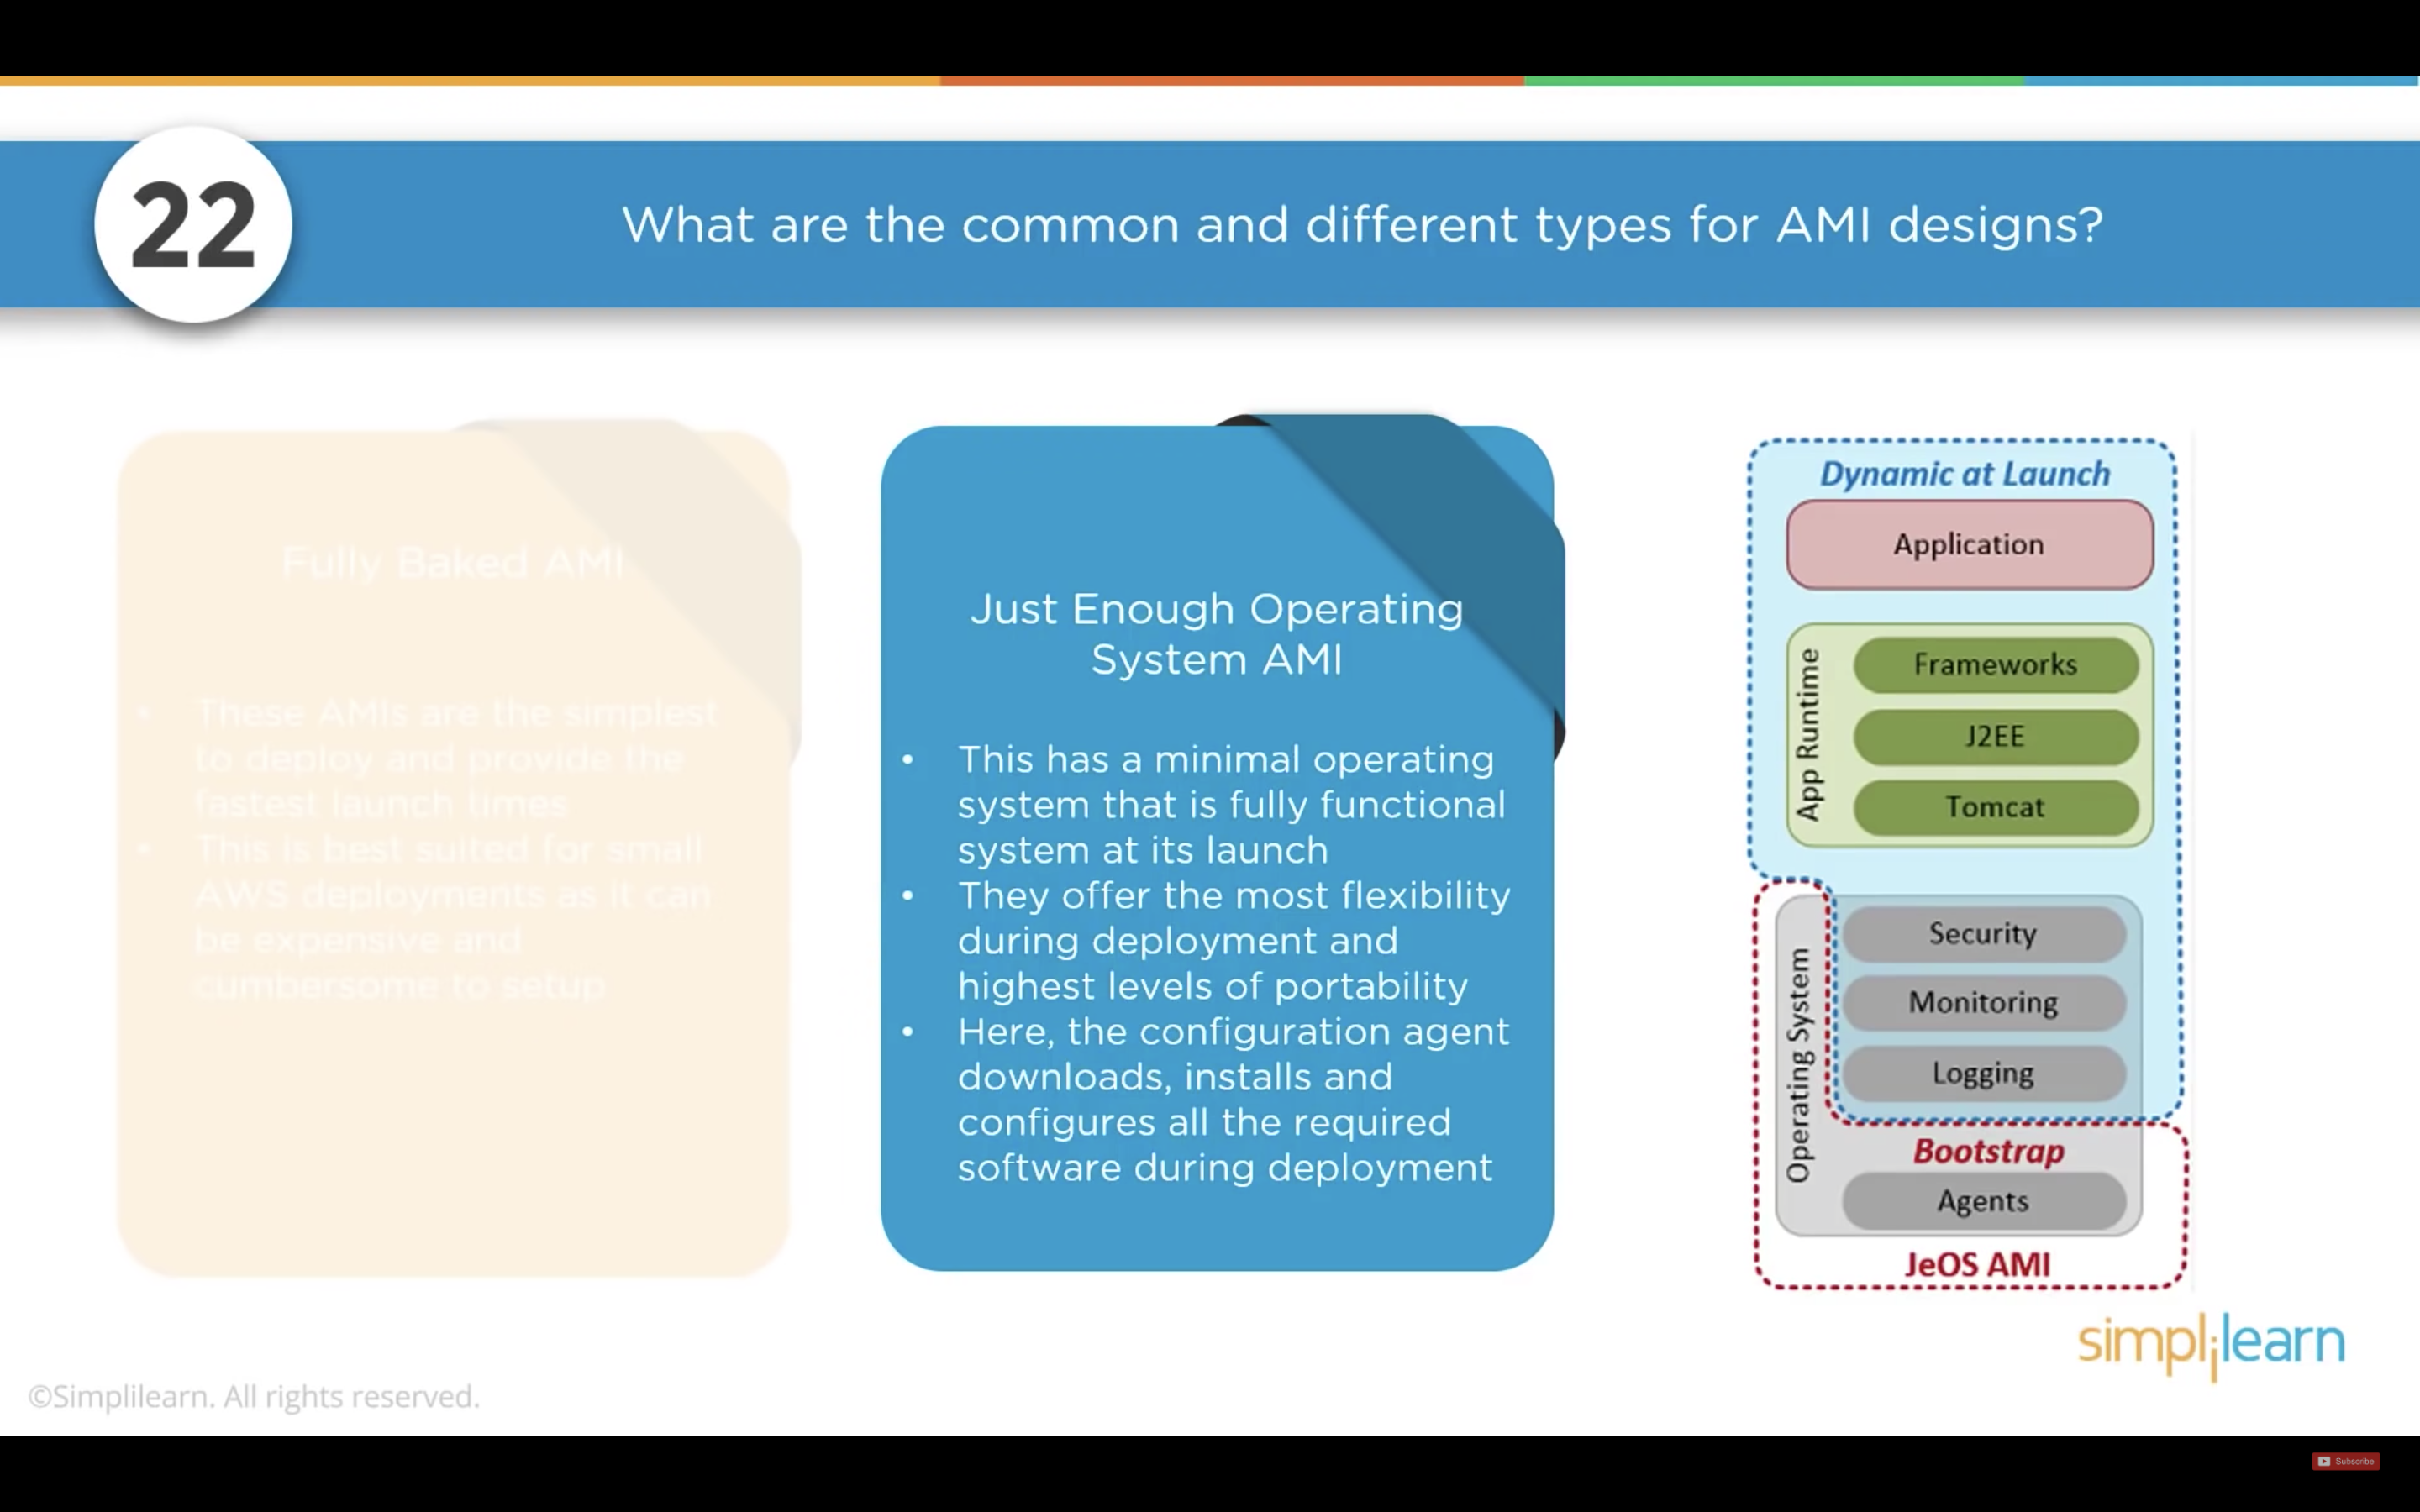 22
What are the common and different types for AMI designs?
Fully Baked AMI
• These AMIs are the simplest
to deploy and provide the
fastest launch times
• This is best suited for small
AWS deployments as it can
be expensive and
cumbersome to setup
Just Enough Operating
System AMI
• This has a minimal operating
system that is fully functional
system at its launch
• They offer the most flexibility
during deployment and
highest levels of portability
• Here, the configuration agent
downloads, installs and
configures all the required
software during deployment
Dynamic at Launch
Application
App Runtime
Frameworks
J2EE
Tomcat
Operating System
Security
Monitoring
Logging
Bootstrap
Agents
JeOS AMI
simplilearn
©Simplilearn. All rights reserved.
Subscribe